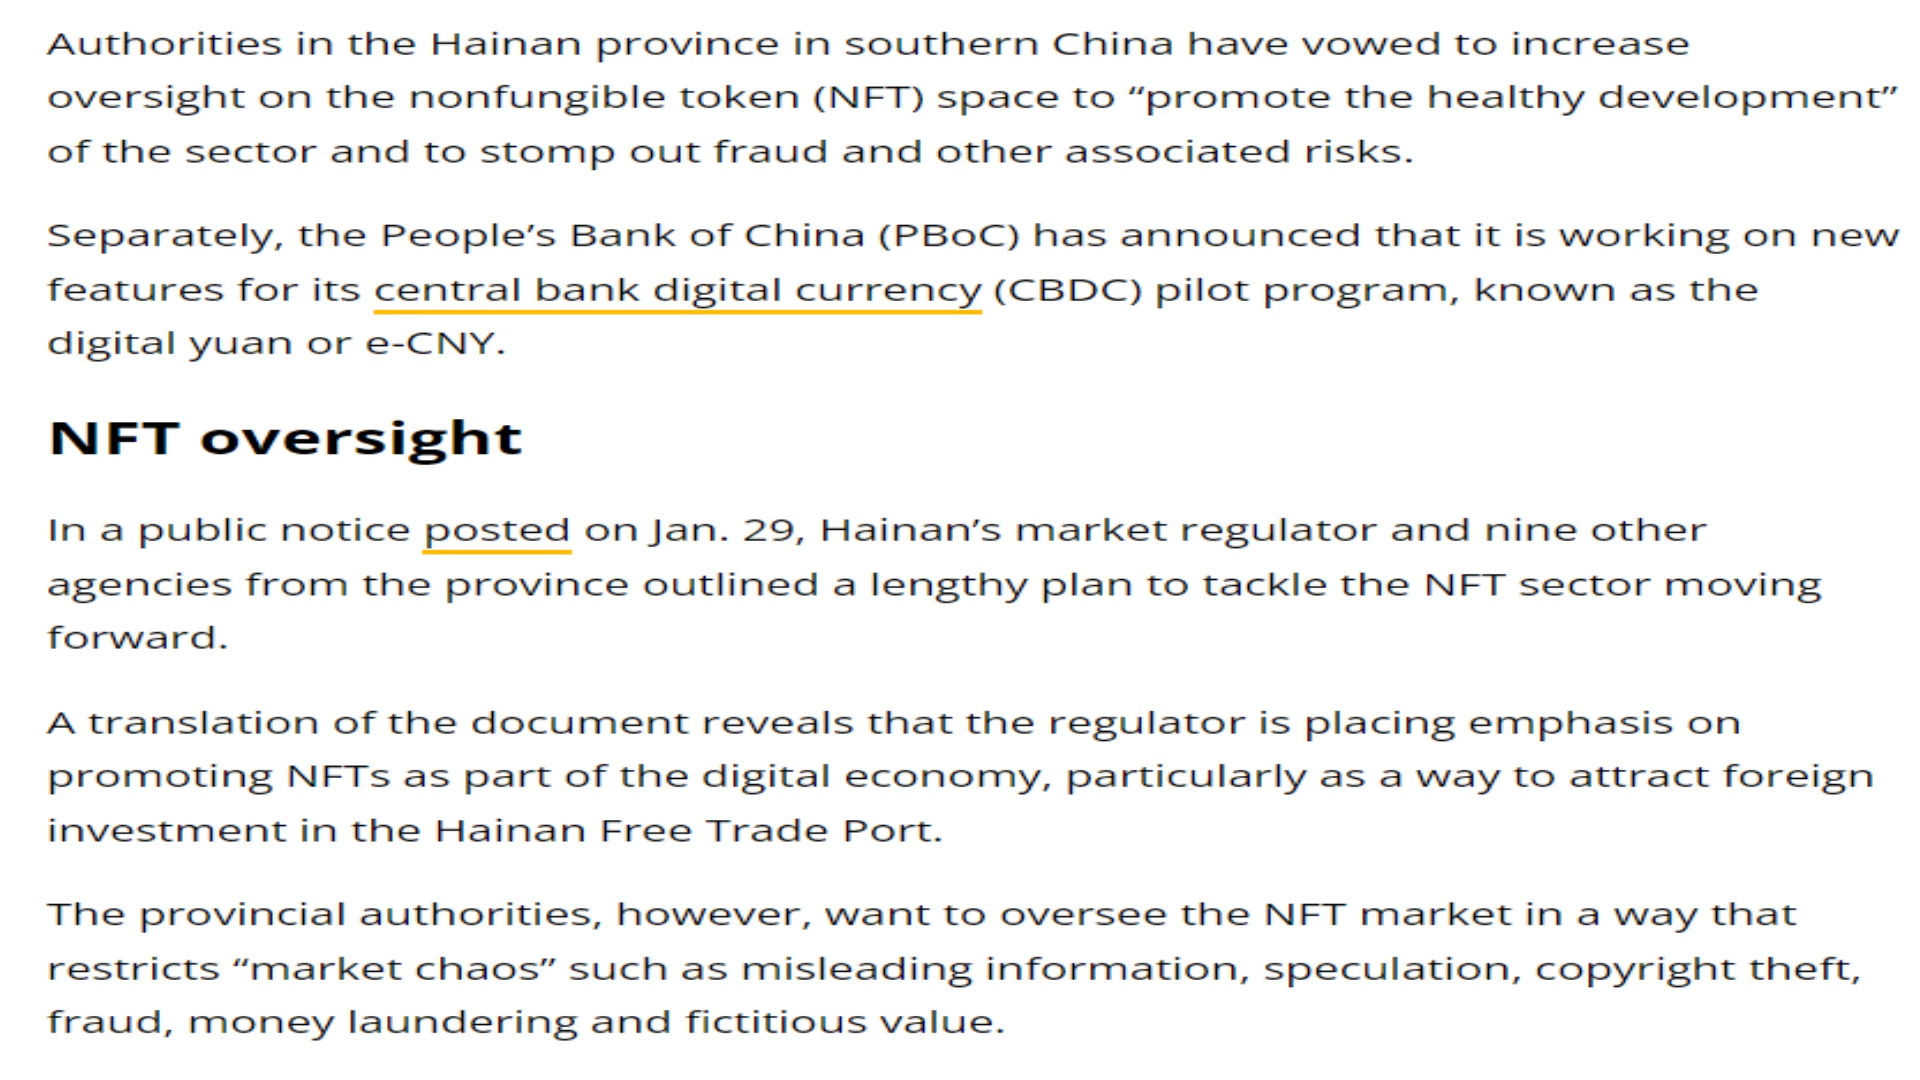 Authorities in the Hainan province in southern China have vowed to increase
oversight on the nonfungible token (NFT) space to “promote the healthy development”
of the sector and to stomp out fraud and other associated risks.
Separately, the People’s Bank of China (PBoC) has announced that it is working on new
features for its central bank digital currency (CBDC) pilot program, known as the
digital yuan or e-CNY.
NFT oversight
In a public notice posted on Jan. 29, Hainan’s market regulator and nine other
agencies from the province outlined a lengthy plan to tackle the NFT sector moving
forward.
A translation of the document reveals that the regulator is placing emphasis on
promoting NFTs as part of the digital economy, particularly as a way to attract foreign
investment in the Hainan Free Trade Port.
The provincial authorities, however, want to oversee the NFT market in a way that
restricts “market chaos” such as misleading information, speculation, copyright theft,
fraud, money laundering and fictitious value.